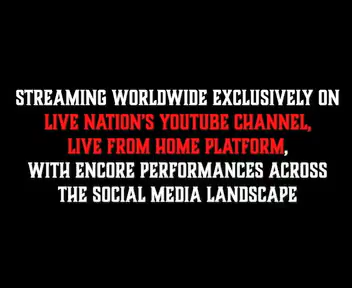 STREAMING WORLDWIDE EXCLUSIVELY ON
LIVE NATION'S YOUTUBE CHANNEL,
LIVE FROM HOME PLATFORM,
WITH ENCORE PERFORMANCES ACROSS
THE SOCIAL MEDIA LANDSCAPE